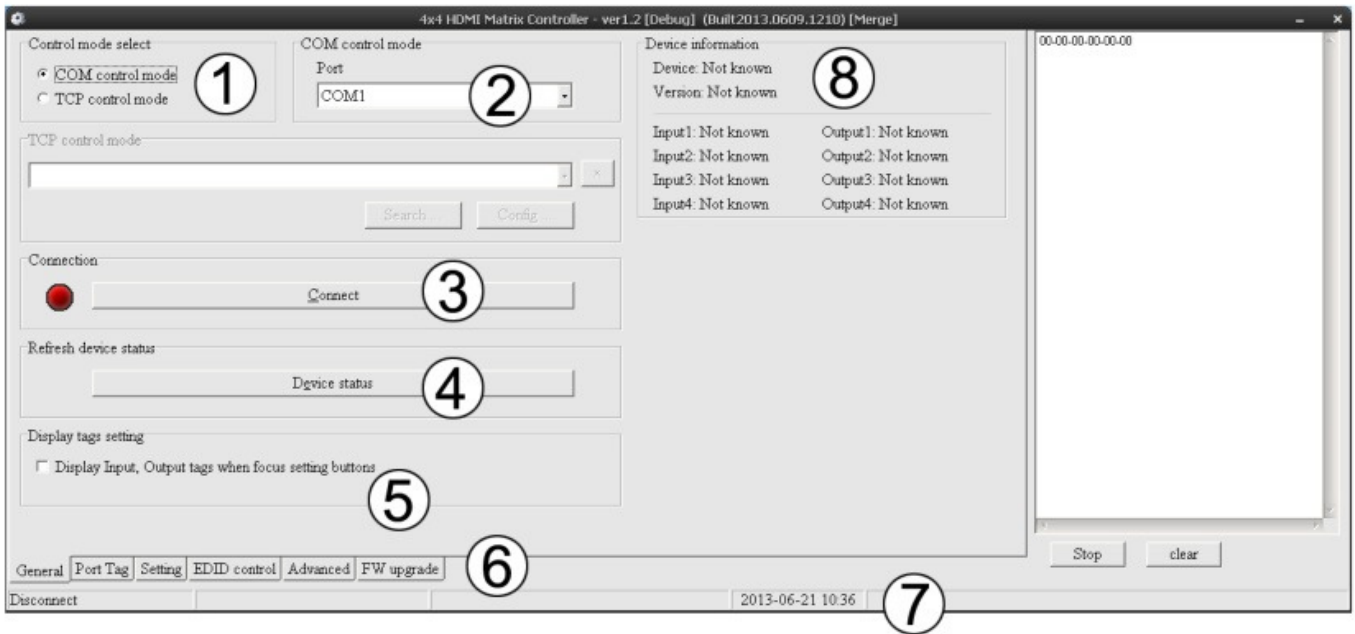 4x4 HDMI Matrix Controller - ver1.2 [Debug] (Built2013.0609.1210) [Merge]
Control mode select
COM control mode
TCP control mode
1
COM control mode
Port
COM1
2
TCP control mode
Search ...
Config ...
Connection
Connect
3
Refresh device status
Device status
4
Display tags setting
Display Input, Output tags when focus setting buttons
5
Device information
Device: Not known
Version: Not known
8
Input1: Not known Output1: Not known
Input2: Not known Output2: Not known
Input3: Not known Output3: Not known
Input4: Not known Output4: Not known
00-00-00-00-00-00
Stop clear
General Port Tag Setting EDID control Advanced FW upgrade
6
Disconnect 2013-06-21 10:36
7